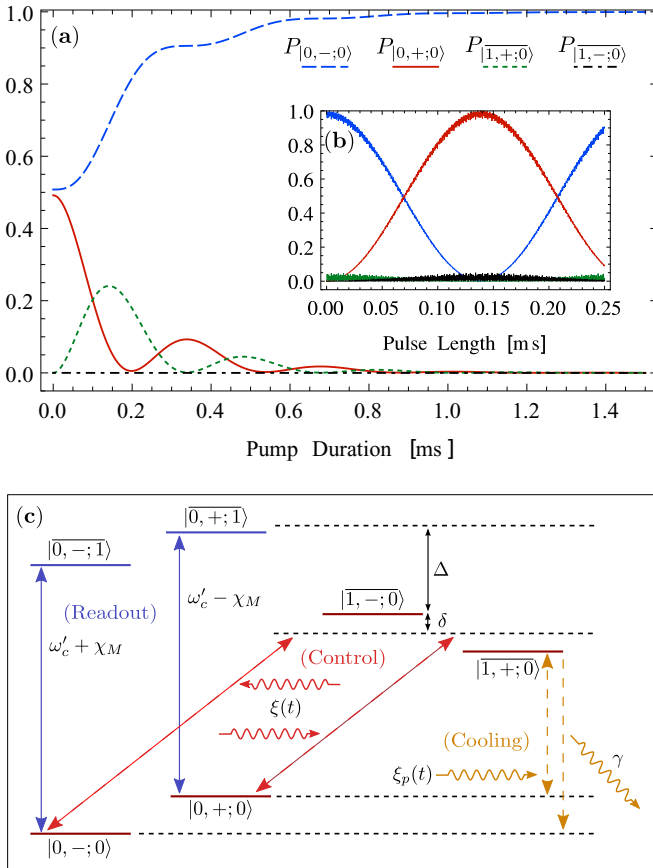 (a)
P|0,−;0⟩ P|0,+;0⟩ P|1,+;0⟩ P|1,−;0⟩
1.0
0.8
0.6
0.4
0.2
0.0
0.0 0.2 0.4 0.6 0.8 1.0 1.2 1.4
Pump Duration [ms]
(b)
1.0
0.8
0.6
0.4
0.2
0.0
0.00 0.05 0.10 0.15 0.20 0.25
Pulse Length [ms]
(c)
|0,+;1⟩
|0,−;1⟩
Δ
ω′c − χM
|1,−;0⟩
(Readout)
δ
ω′c + χM
(Control)
|1,+;0⟩
ξ(t)
(Cooling)
γ
ξp(t)
|0,+;0⟩
|0,−;0⟩